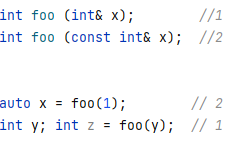 int foo (int& x);        //1
int foo (const int& x);  //2
auto x = foo(1);        // 2
int y; int z = foo(y);  // 1